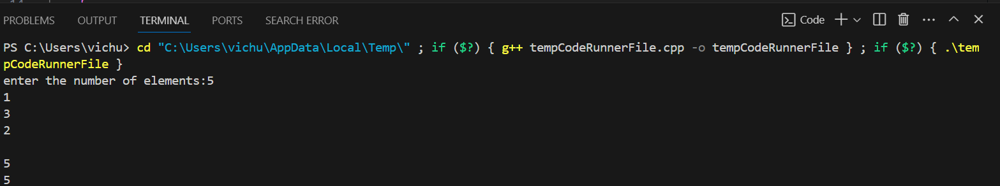 PROBLEMS OUTPUT TERMINAL PORTS SEARCH ERROR Code
PS C:\Users\vichu> cd "C:\Users\vichu\AppData\Local\Temp\" ; if ($?) { g++ tempCodeRunnerFile.cpp -o tempCodeRunnerFile } ; if ($?) { .\tem
pCodeRunnerFile }
enter the number of elements:5
1
3
2
5
5